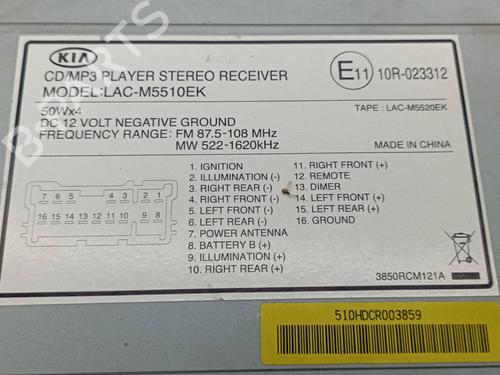 KIA
CD/MP3 PLAYER STEREO RECEIVER
MODEL:LAC-M5510EK
E11 10R-023312
50Wx4
TAPE : LAC-M5520EK
DC 12 VOLT NEGATIVE GROUND
FREQUENCY RANGE: FM 87.5-108 MHz
MW 522-1620kHz
MADE IN CHINA
7 6 5 4 3 2 1
16 15 14 13 12 11 10 9 8
1. IGNITION
2. ILLUMINATION (-)
3. RIGHT REAR (-)
4. RIGHT FRONT (-)
5. LEFT FRONT (-)
6. LEFT REAR (-)
7. POWER ANTENNA
8. BATTERY B (+)
9. ILLUMINATION (+)
10. RIGHT REAR (+)
11. RIGHT FRONT (+)
12. REMOTE
13. DIMER
14. LEFT FRONT (+)
15. LEFT REAR (+)
16. GROUND
3850RCM121A
510HDCR003859
B-PARTS